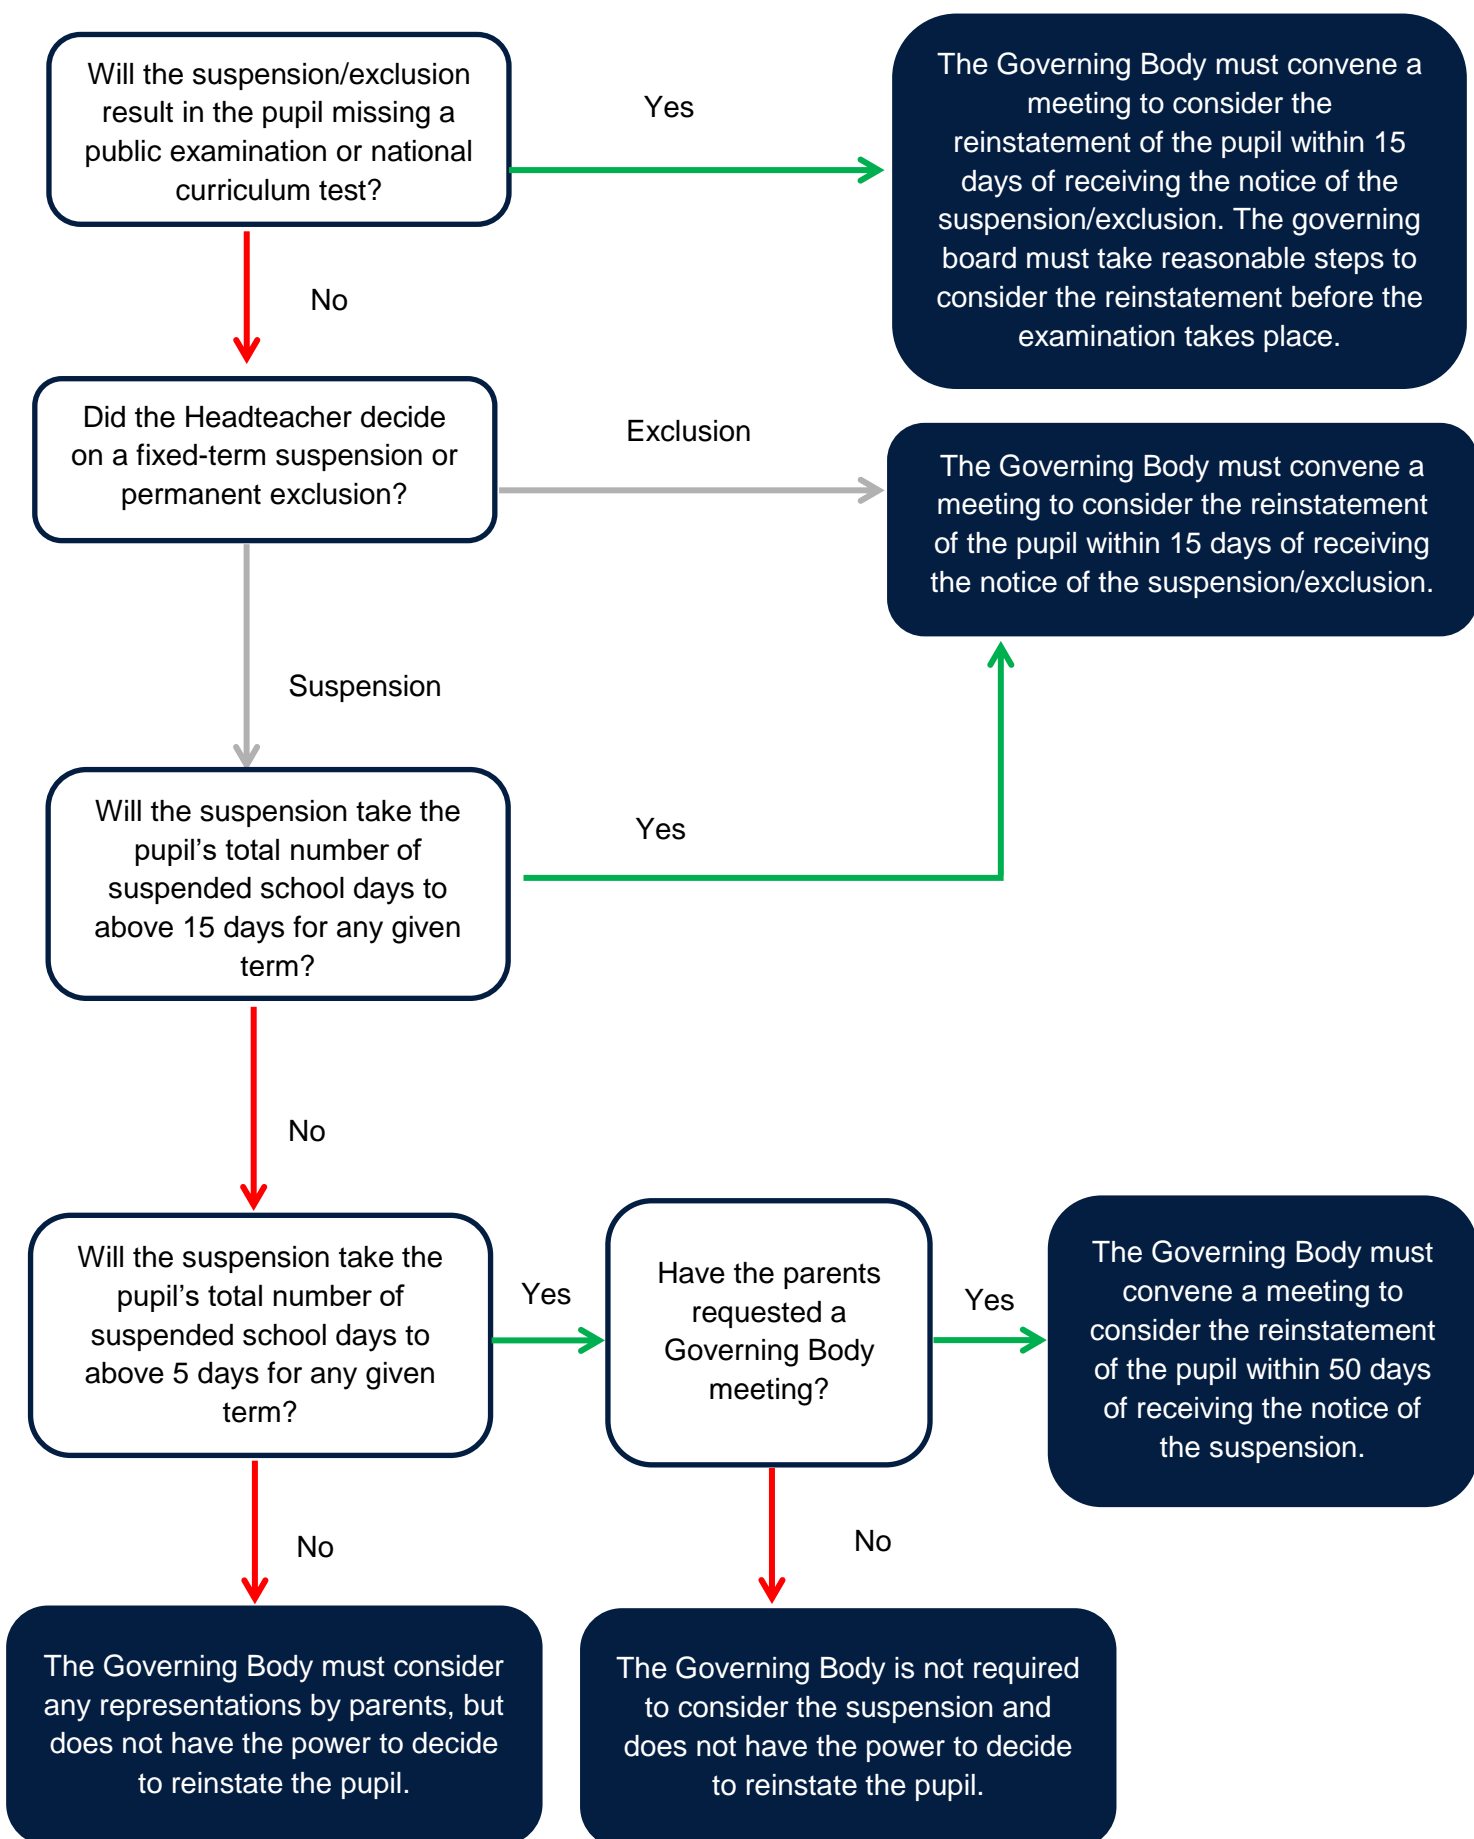 Will the suspension/exclusion
result in the pupil missing a
public examination or national
curriculum test?
Yes
The Governing Body must convene a
meeting to consider the
reinstatement of the pupil within 15
days of receiving the notice of the
suspension/exclusion. The governing
board must take reasonable steps to
consider the reinstatement before the
examination takes place.
No
Did the Headteacher decide
on a fixed-term suspension or
permanent exclusion?
Exclusion
The Governing Body must convene a
meeting to consider the reinstatement
of the pupil within 15 days of receiving
the notice of the suspension/exclusion.
Suspension
Will the suspension take the
pupil’s total number of
suspended school days to
above 15 days for any given
term?
Yes
No
Will the suspension take the
pupil’s total number of
suspended school days to
above 5 days for any given
term?
Yes
Have the parents
requested a
Governing Body
meeting?
Yes
The Governing Body must
convene a meeting to
consider the reinstatement
of the pupil within 50 days
of receiving the notice of
the suspension.
No
No
The Governing Body must consider
any representations by parents, but
does not have the power to decide
to reinstate the pupil.
The Governing Body is not required
to consider the suspension and
does not have the power to decide
to reinstate the pupil.